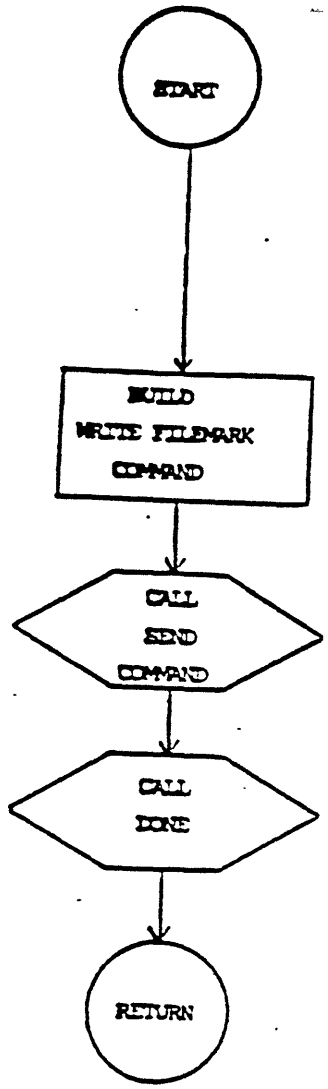 START
BUILD
WRITE FILEMARK
COMMAND
CALL
SEND
COMMAND
CALL
DONE
RETURN